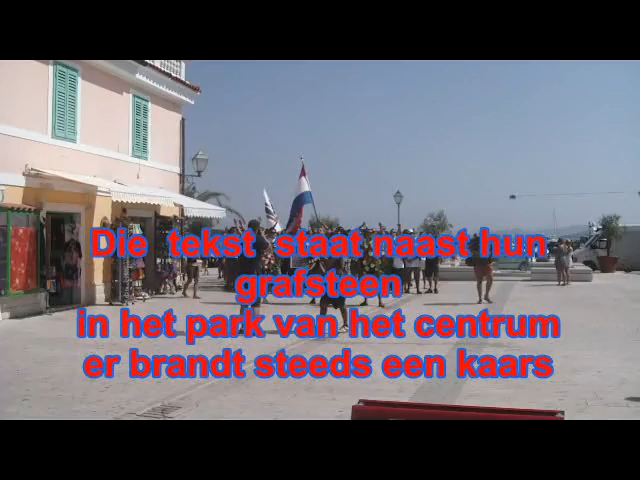 Die tekst staat naast hun
grafsteen
in het park van het centrum
er brandt steeds een kaars